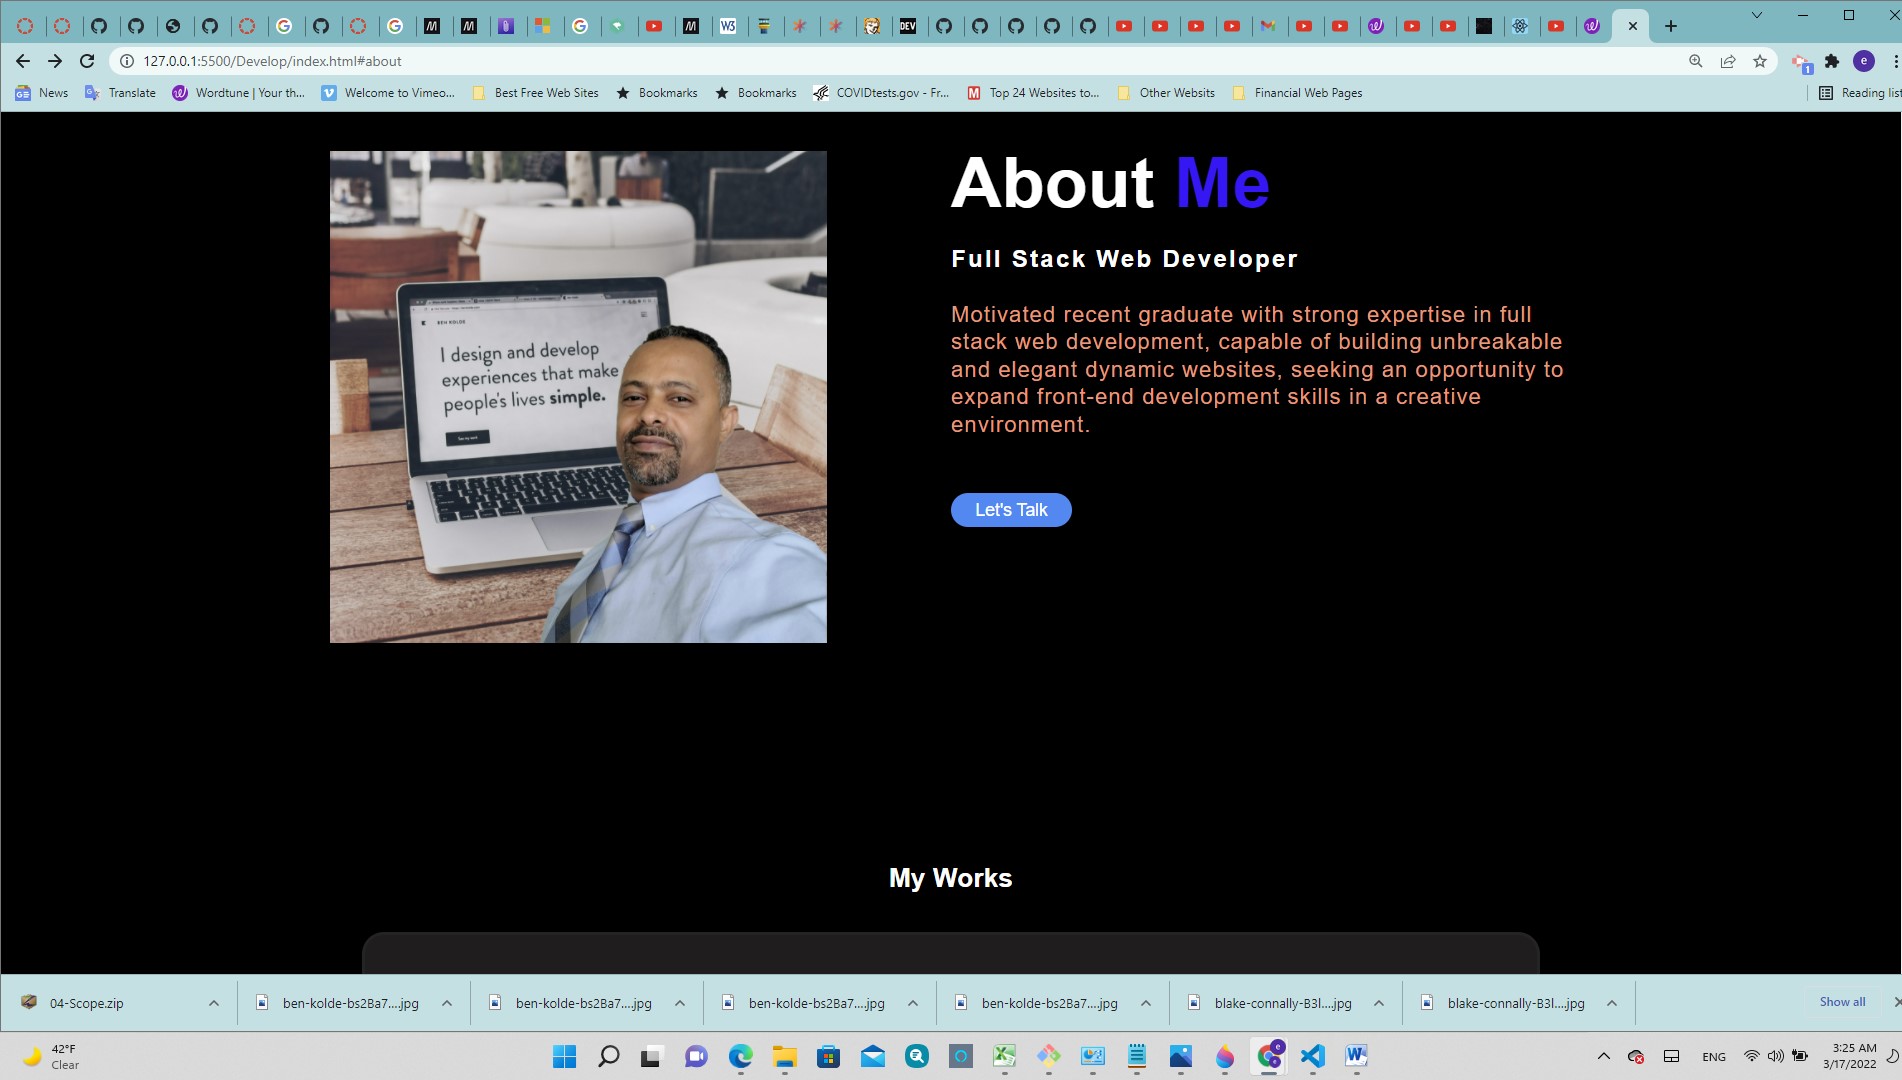 127.0.0.1:5500/Develop/index.html#about
News
Translate
Wordtune | Your th...
Welcome to Vimeo...
Best Free Web Sites
Bookmarks
Bookmarks
COVIDtests.gov - Fr...
Top 24 Websites to...
Other Websits
Financial Web Pages
Reading list
About Me
Full Stack Web Developer
Motivated recent graduate with strong expertise in full
stack web development, capable of building unbreakable
and elegant dynamic websites, seeking an opportunity to
expand front-end development skills in a creative
environment.
Let's Talk
BEN KOLDE
I design and develop
experiences that make
people's lives simple.
My Works
04-Scope.zip
ben-kolde-bs2Ba7....jpg
ben-kolde-bs2Ba7....jpg
ben-kolde-bs2Ba7....jpg
ben-kolde-bs2Ba7....jpg
blake-connally-B3l....jpg
blake-connally-B3l....jpg
Show all
42°F
Clear
ENG
3:25 AM
3/17/2022